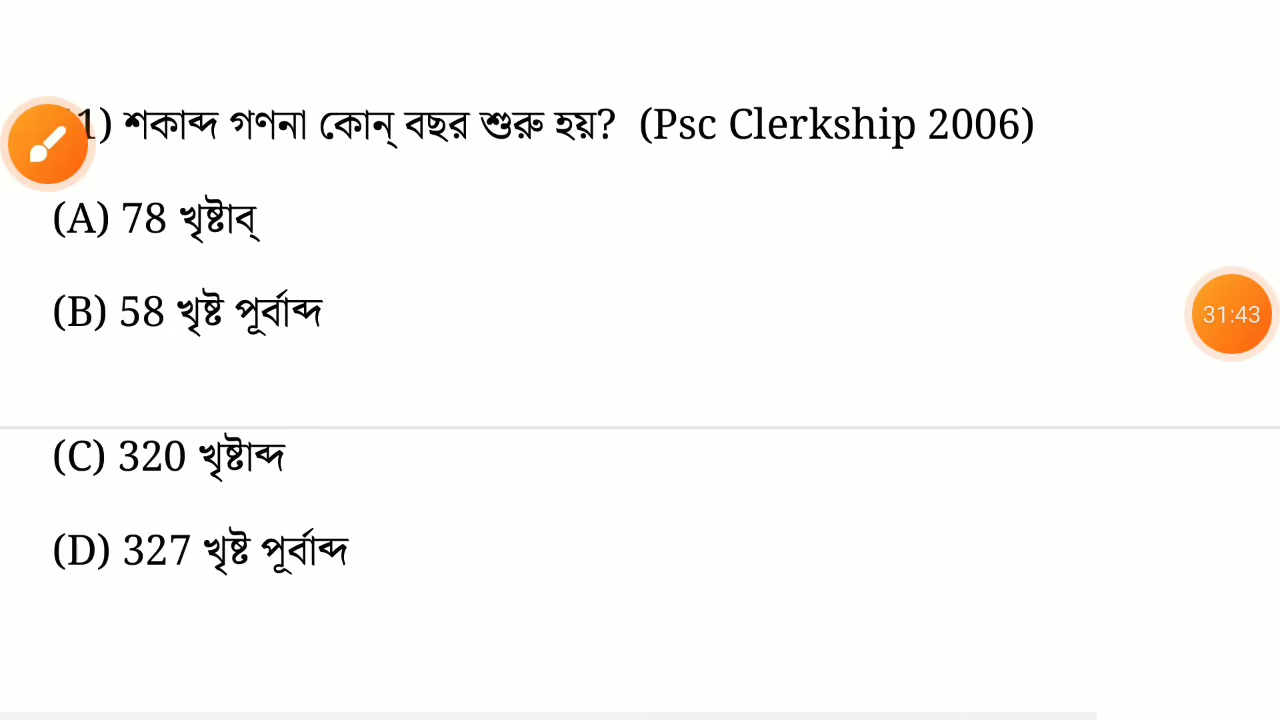 1) শকাব্দ গণনা কোন্ বছর শুরু হয়? (Psc Clerkship 2006)
(A) 78 খৃষ্টাব্
(B) 58 খৃষ্ট পূর্বাব্দ
31:43
(C) 320 খৃষ্টাব্দ
(D) 327 খৃষ্ট পূর্বাব্দ